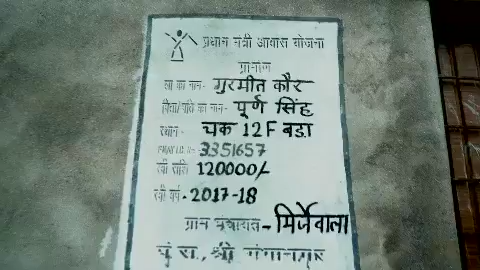 प्रधान मंत्री आवास योजना
ग्रामीण
का नाम- गुरमीत कौर
पिता/पति का नाम- पूर्ण सिंह
स्थान- चक 12 F बड़ा
3351657
राशि 120000/-
वर्ष - 2017-18
ग्राम पंचायत - मिर्जेवाला
पं. स., श्री गंगानगर